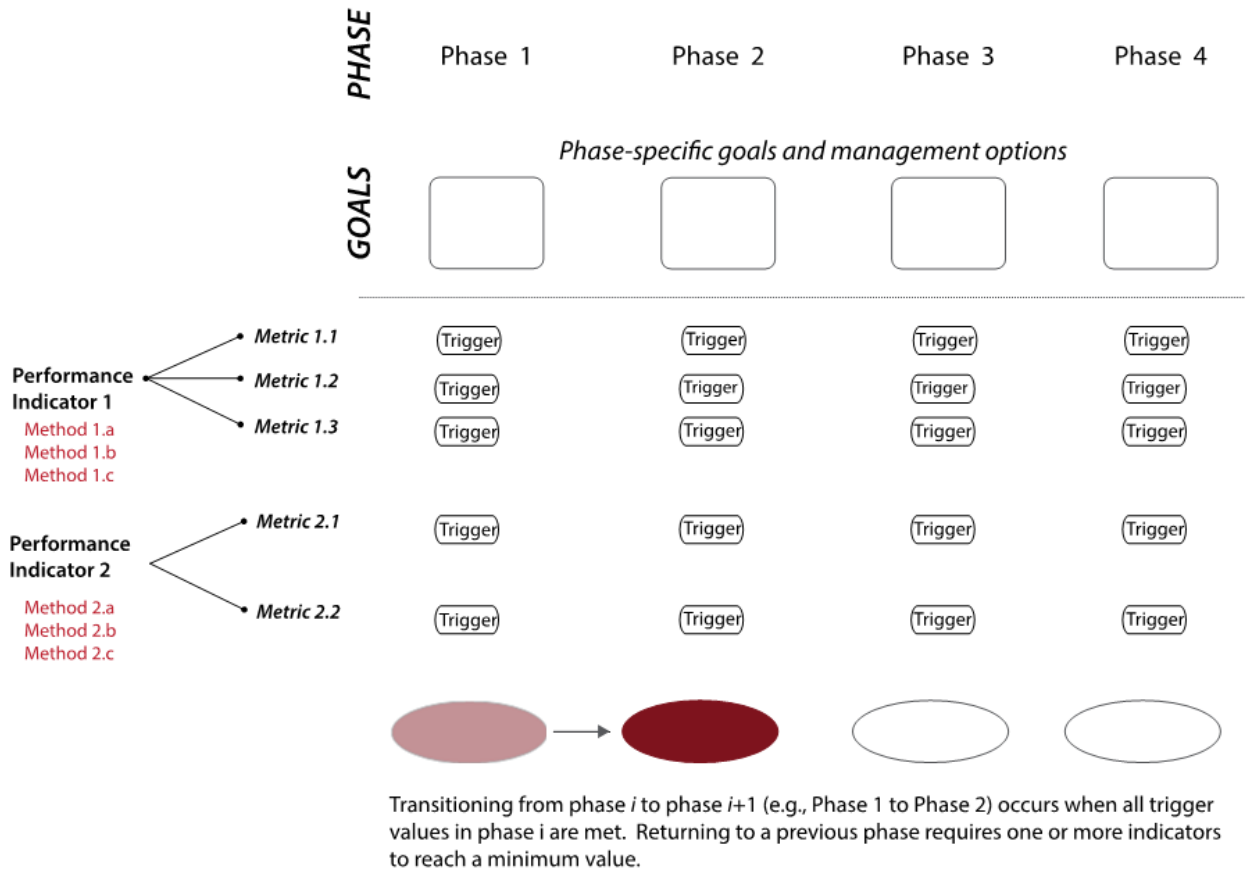 PHASE
Phase 1 Phase 2 Phase 3 Phase 4
Phase-specific goals and management options
GOALS
Metric 1.1 Trigger Trigger Trigger Trigger
Performance
Indicator 1
Metric 1.2 Trigger Trigger Trigger Trigger
Metric 1.3 Trigger Trigger Trigger Trigger
Method 1.a
Method 1.b
Method 1.c
Metric 2.1 Trigger Trigger Trigger Trigger
Performance
Indicator 2
Metric 2.2 Trigger Trigger Trigger Trigger
Method 2.a
Method 2.b
Method 2.c
Transitioning from phase i to phase i+1 (e.g., Phase 1 to Phase 2) occurs when all trigger
values in phase i are met. Returning to a previous phase requires one or more indicators
to reach a minimum value.